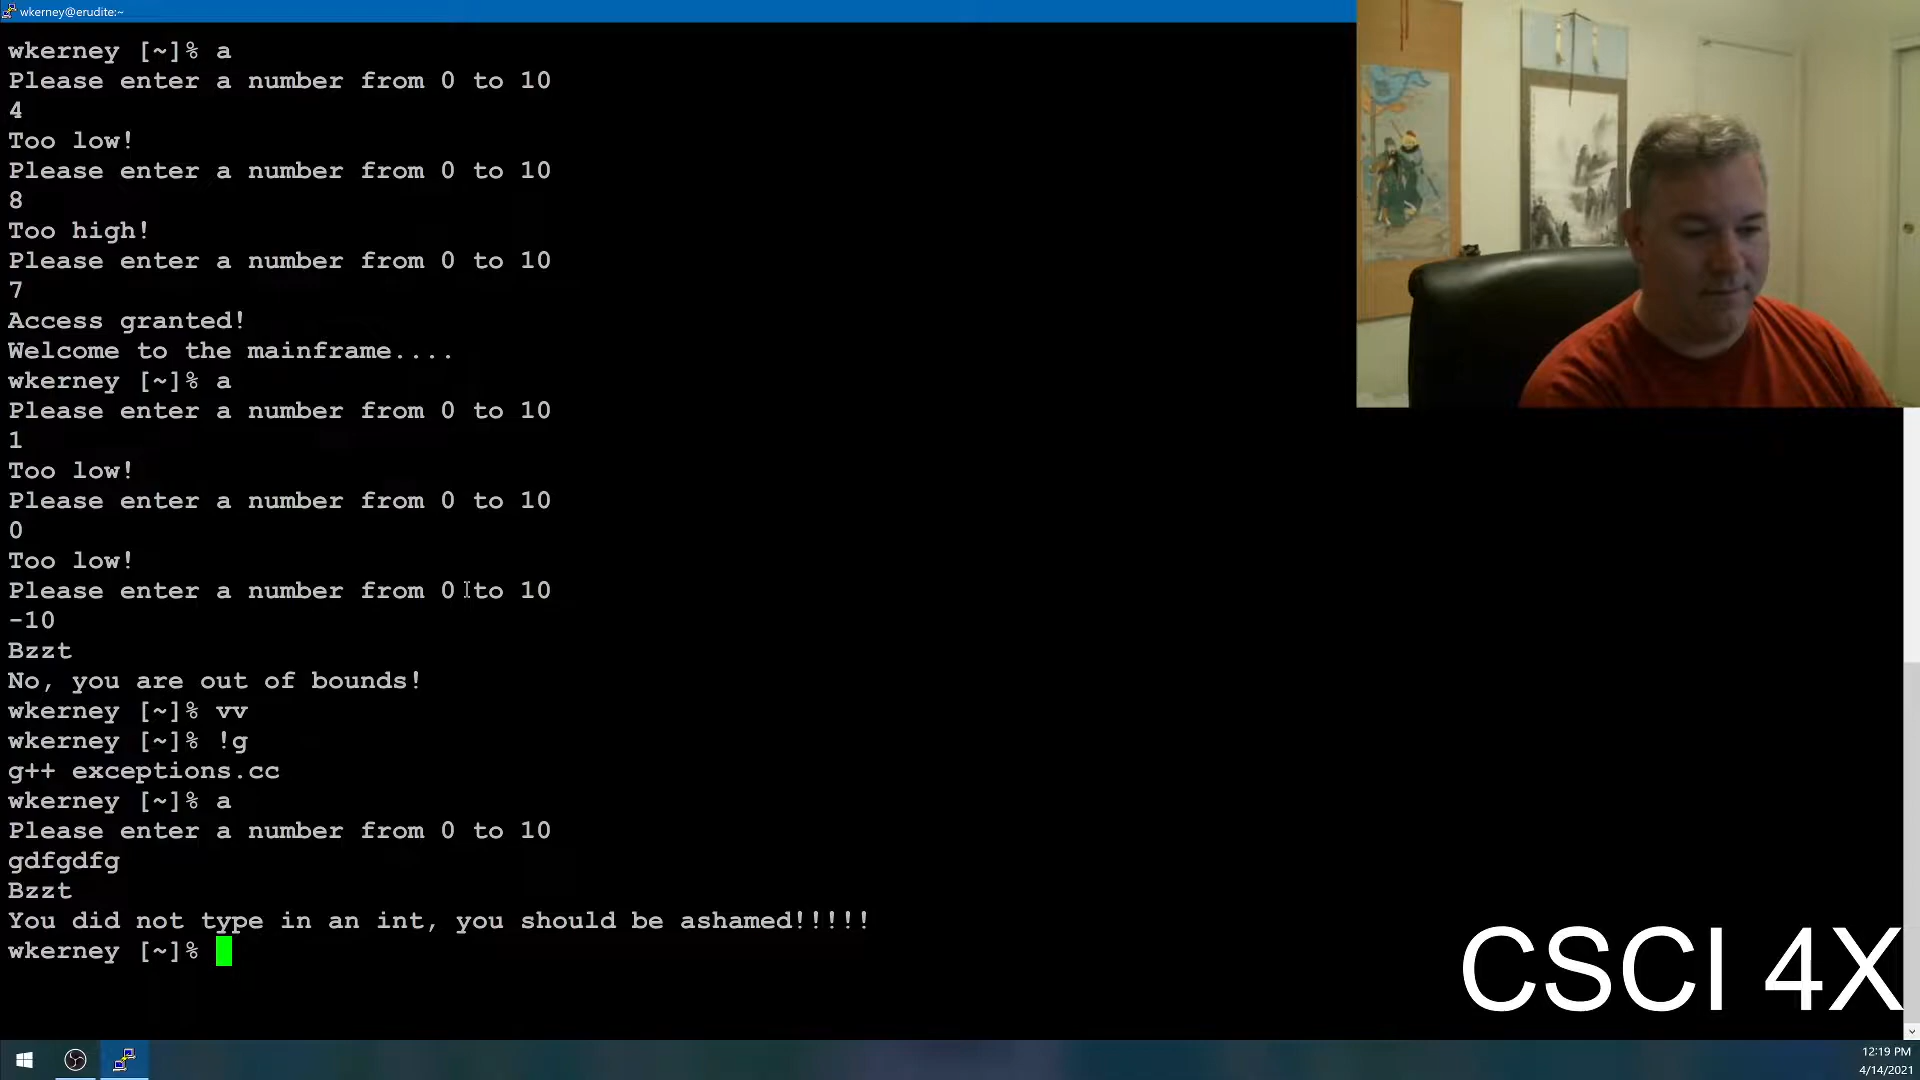 wkerney@erudite:~
wkerney [~]% a
Please enter a number from 0 to 10
4
Too low!
Please enter a number from 0 to 10
8
Too high!
Please enter a number from 0 to 10
7
Access granted!
Welcome to the mainframe....
wkerney [~]% a
Please enter a number from 0 to 10
1
Too low!
Please enter a number from 0 to 10
0
Too low!
Please enter a number from 0 to 10
-10
Bzzt
No, you are out of bounds!
wkerney [~]% vv
wkerney [~]% !g
g++ exceptions.cc
wkerney [~]% a
Please enter a number from 0 to 10
gdfgdfg
Bzzt
You did not type in an int, you should be ashamed!!!!!
wkerney [~]%
CSCI 4X
12:19 PM
4/14/2021